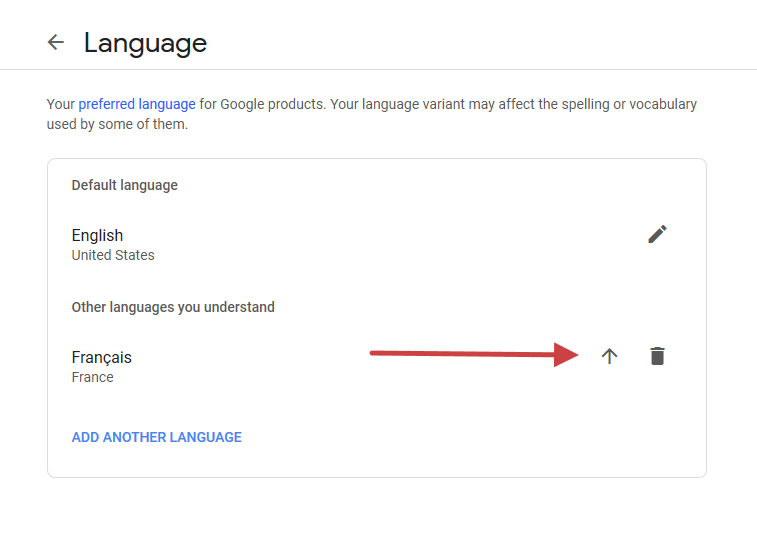 Language
Your preferred language for Google products. Your language variant may affect the spelling or vocabulary
used by some of them.
Default language
English
United States
Other languages you understand
Français
France
ADD ANOTHER LANGUAGE